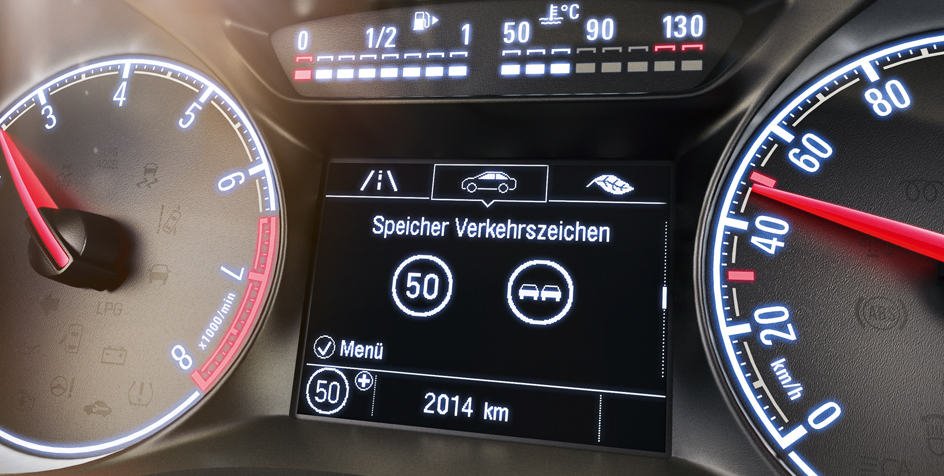 0 1/2 1 50 °C 90 130
3
4
5
6
7
8
x1000/min
LPG
Speicher Verkehrszeichen
50
Menü
50
2014 km
80
60
40
20
0
km/h
ABS